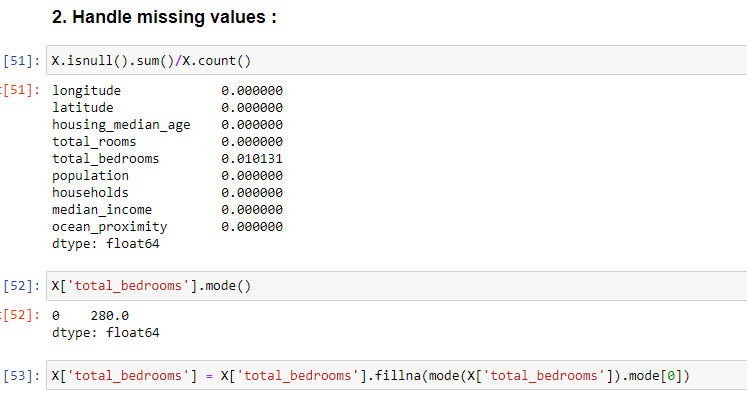 2. Handle missing values :
[51]: X.isnull().sum()/X.count()
[51]: longitude 0.000000
latitude 0.000000
housing_median_age 0.000000
total_rooms 0.000000
total_bedrooms 0.010131
population 0.000000
households 0.000000
median_income 0.000000
ocean_proximity 0.000000
dtype: float64
[52]: X['total_bedrooms'].mode()
[52]: 0 280.0
dtype: float64
[53]: X['total_bedrooms'] = X['total_bedrooms'].fillna(mode(X['total_bedrooms']).mode[0])